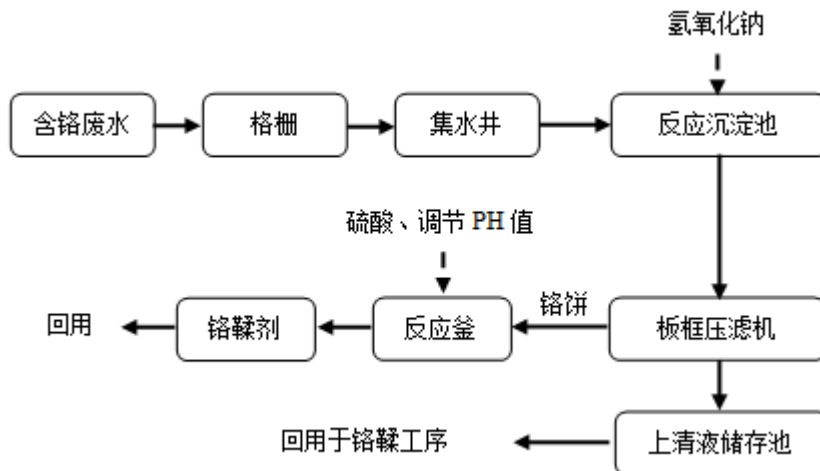 氢氧化钠
含铬废水
格栅
集水井
反应沉淀池
硫酸、调节 PH 值
铬饼
回用
铬鞣剂
反应釜
板框压滤机
回用于铬鞣工序
上清液储存池